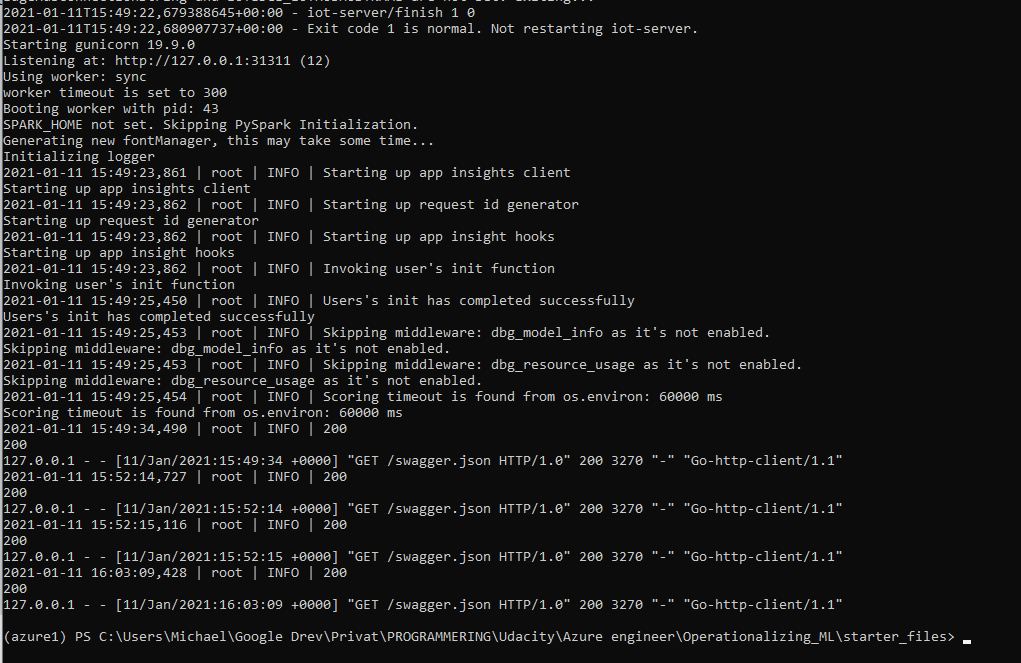 2021-01-11T15:49:22,679388645+00:00 - iot-server/finish 1 0
2021-01-11T15:49:22,680907737+00:00 - Exit code 1 is normal. Not restarting iot-server.
Starting gunicorn 19.9.0
Listening at: http://127.0.0.1:31311 (12)
Using worker: sync
worker timeout is set to 300
Booting worker with pid: 43
SPARK_HOME not set. Skipping PySpark Initialization.
Generating new fontManager, this may take some time...
Initializing logger
2021-01-11 15:49:23,861 | root | INFO | Starting up app insights client
Starting up app insights client
2021-01-11 15:49:23,862 | root | INFO | Starting up request id generator
Starting up request id generator
2021-01-11 15:49:23,862 | root | INFO | Starting up app insight hooks
Starting up app insight hooks
2021-01-11 15:49:23,862 | root | INFO | Invoking user's init function
Invoking user's init function
2021-01-11 15:49:25,450 | root | INFO | Users's init has completed successfully
Users's init has completed successfully
2021-01-11 15:49:25,453 | root | INFO | Skipping middleware: dbg_model_info as it's not enabled.
Skipping middleware: dbg_model_info as it's not enabled.
2021-01-11 15:49:25,453 | root | INFO | Skipping middleware: dbg_resource_usage as it's not enabled.
Skipping middleware: dbg_resource_usage as it's not enabled.
2021-01-11 15:49:25,454 | root | INFO | Scoring timeout is found from os.environ: 60000 ms
Scoring timeout is found from os.environ: 60000 ms
2021-01-11 15:49:34,490 | root | INFO | 200
200
127.0.0.1 - - [11/Jan/2021:15:49:34 +0000] "GET /swagger.json HTTP/1.0" 200 3270 "-" "Go-http-client/1.1"
2021-01-11 15:52:14,727 | root | INFO | 200
200
127.0.0.1 - - [11/Jan/2021:15:52:14 +0000] "GET /swagger.json HTTP/1.0" 200 3270 "-" "Go-http-client/1.1"
2021-01-11 15:52:15,116 | root | INFO | 200
200
127.0.0.1 - - [11/Jan/2021:15:52:15 +0000] "GET /swagger.json HTTP/1.0" 200 3270 "-" "Go-http-client/1.1"
2021-01-11 16:03:09,428 | root | INFO | 200
200
127.0.0.1 - - [11/Jan/2021:16:03:09 +0000] "GET /swagger.json HTTP/1.0" 200 3270 "-" "Go-http-client/1.1"
(azure1) PS C:\Users\Michael\Google Drev\Privat\PROGRAMMERING\Udacity\Azure engineer\Operationalizing_ML\starter_files>